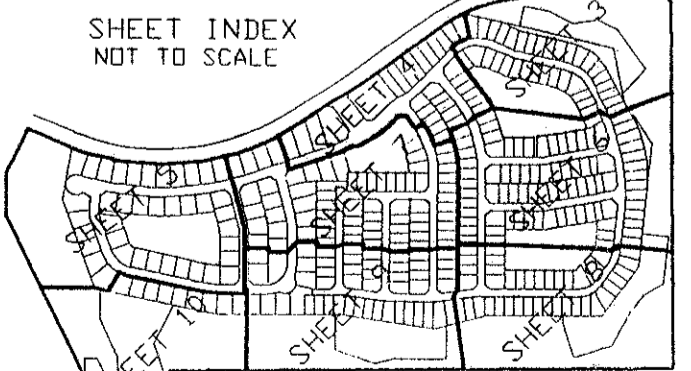 SHEET INDEX
NOT TO SCALE
SHEET 3
SHEET 4
SHEET 5
SHEET 7
SHEET 6
SHEET 9
SHEET 8
EET 10